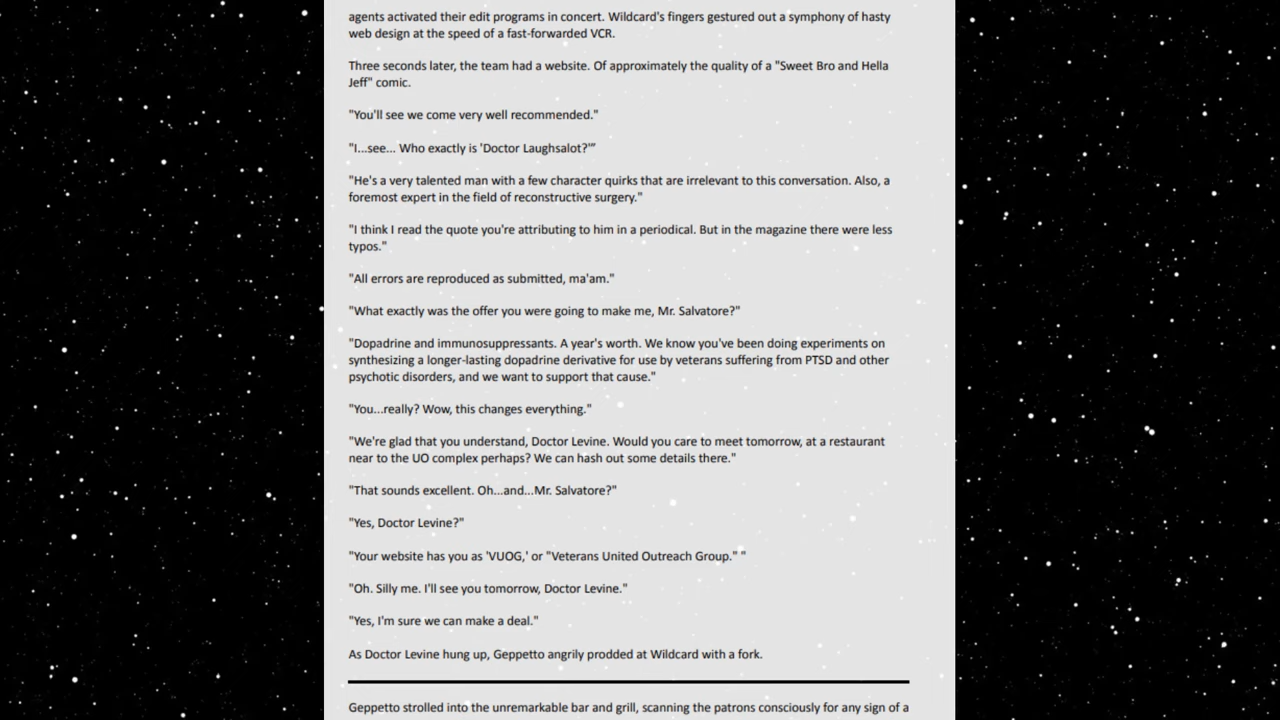 agents activated their edit programs in concert. Wildcard's fingers gestured out a symphony of hasty
web design at the speed of a fast-forwarded VCR.
Three seconds later, the team had a website. Of approximately the quality of a "Sweet Bro and Hella
Jeff" comic.
"You'll see we come very well recommended."
"I...see... Who exactly is 'Doctor Laughsalot?'"
"He's a very talented man with a few character quirks that are irrelevant to this conversation. Also, a
foremost expert in the field of reconstructive surgery."
"I think I read the quote you're attributing to him in a periodical. But in the magazine there were less
typos."
"All errors are reproduced as submitted, ma'am."
"What exactly was the offer you were going to make me, Mr. Salvatore?"
"Dopadrine and immunosuppressants. A year's worth. We know you've been doing experiments on
synthesizing a longer-lasting dopadrine derivative for use by veterans suffering from PTSD and other
psychotic disorders, and we want to support that cause."
"You...really? Wow, this changes everything."
"We're glad that you understand, Doctor Levine. Would you care to meet tomorrow, at a restaurant
near to the UO complex perhaps? We can hash out some details there."
"That sounds excellent. Oh...and...Mr. Salvatore?"
"Yes, Doctor Levine?"
"Your website has you as 'VUOG,' or "Veterans United Outreach Group." "
"Oh. Silly me. I'll see you tomorrow, Doctor Levine."
"Yes, I'm sure we can make a deal."
As Doctor Levine hung up, Geppetto angrily prodded at Wildcard with a fork.
Geppetto strolled into the unremarkable bar and grill, scanning the patrons consciously for any sign of a